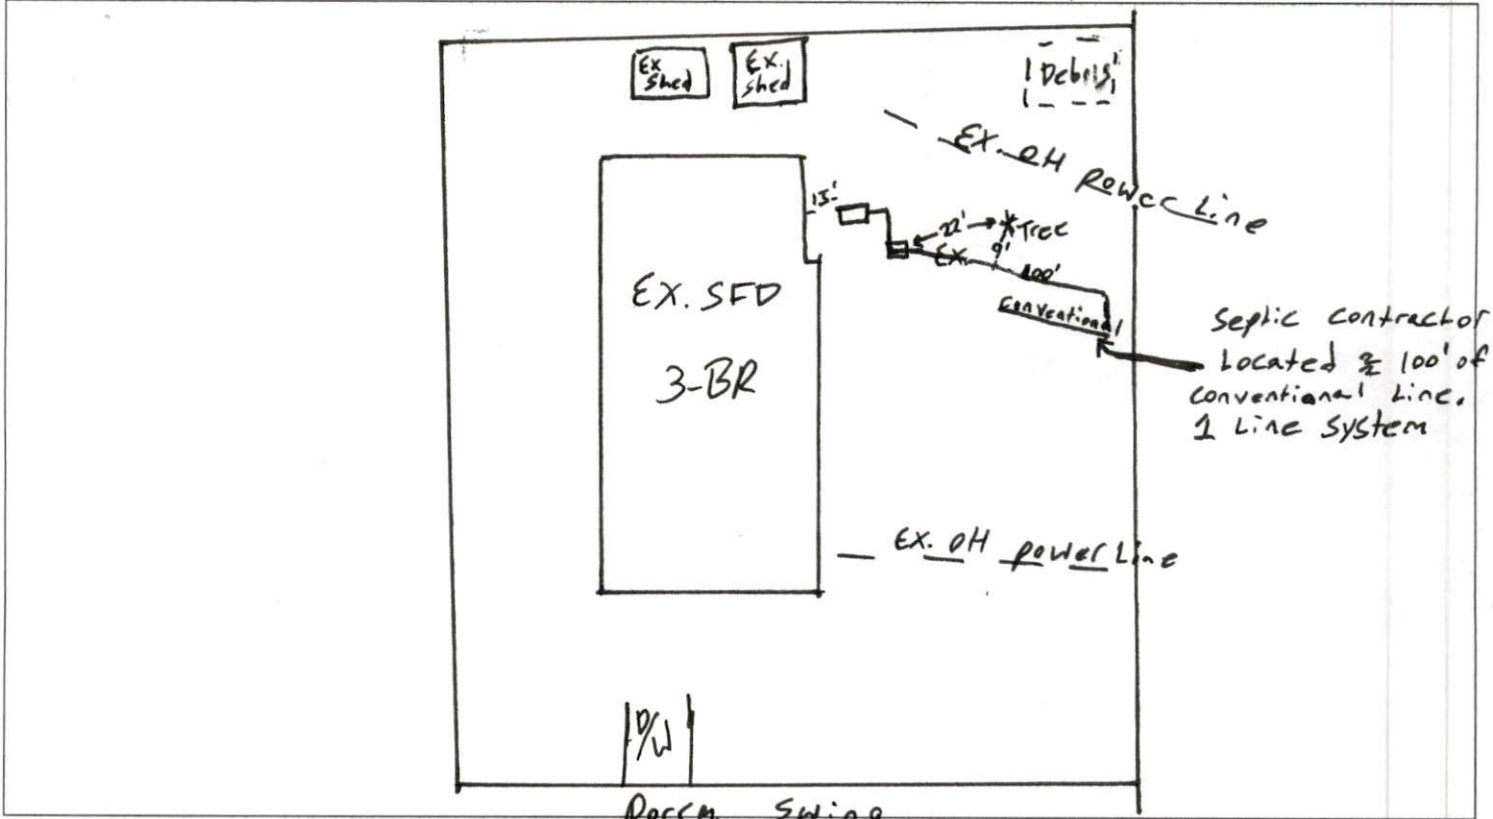 Ex
Shed
Ex.
Shed
Debris
EX. OH Power Line
15'
22'
Tree
EX.
9'
100'
Conventional
EX. SFD
3-BR
Septic contractor
Located ± 100' of
conventional Line.
1 Line System
EX. OH power Line
D/W